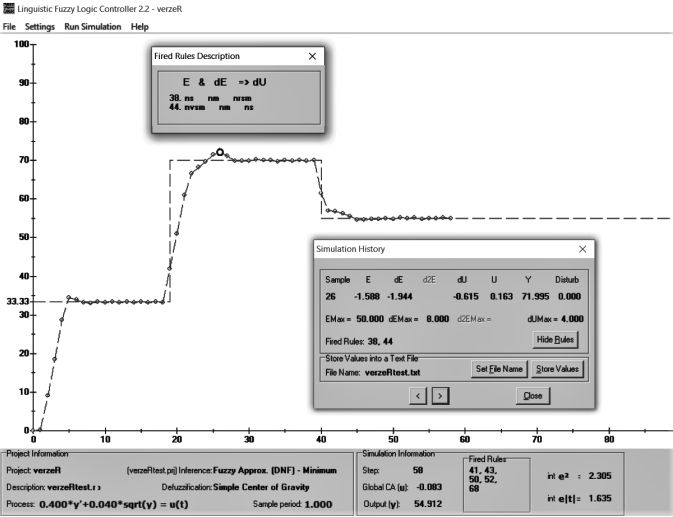 Linguistic Fuzzy Logic Controller 2.2 - verzeR
File Settings Run Simulation Help
100
90
80
70
60
50
40
33.33
30
20
10
0
0 10 20 30 40 50 60 70 80
Fired Rules Description
E & dE => dU
38. ns nm nrsm
44. nvsm nm ns
Simulation History
Sample E dE d2E dU U Y Disturb
26 -1.588 -1.944 -0.615 0.163 71.995 0.000
EMax = 50.000 dEMax = 8.000 d2EMax = dUMax = 4.000
Fired Rules: 38, 44
Hide Rules
Store Values into a Text File
File Name: verzeRtest.txt
Set File Name
Store Values
< >
Close
Project Information
Project: verzeR (verzeRtest.prj) Inference: Fuzzy Approx. (DNF) - Minimum
Description: Defuzzification: Simple Center of Gravity
Process: 0.400*y'+0.040*sqrt(y) = u(t) Sample period: 1.000
Simulation Information
Step: 58
Global CA (u): -0.083
Output (y): 54.912
Fired Rules
41, 43,
50, 52,
68
int e² : 2.305
int e|t|= 1.635